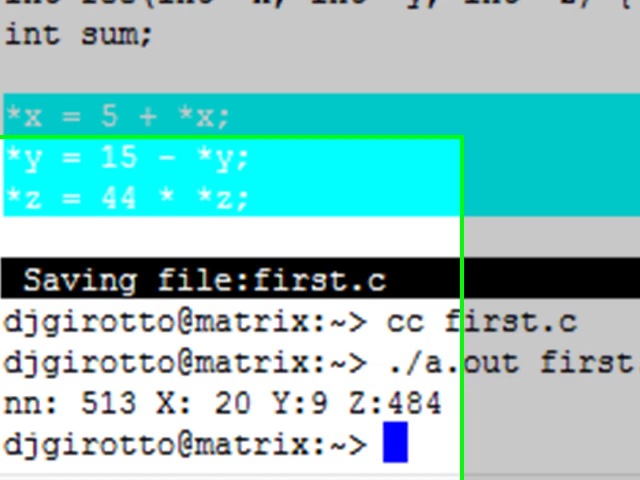 int sum;
*x = 5 + *x;
*y = 15 - *y;
*z = 44 * *z;
Saving file:first.c
djgirotto@matrix:~> cc first.c
djgirotto@matrix:~> ./a.out first.
nn: 513 X: 20 Y:9 Z:484
djgirotto@matrix:~>